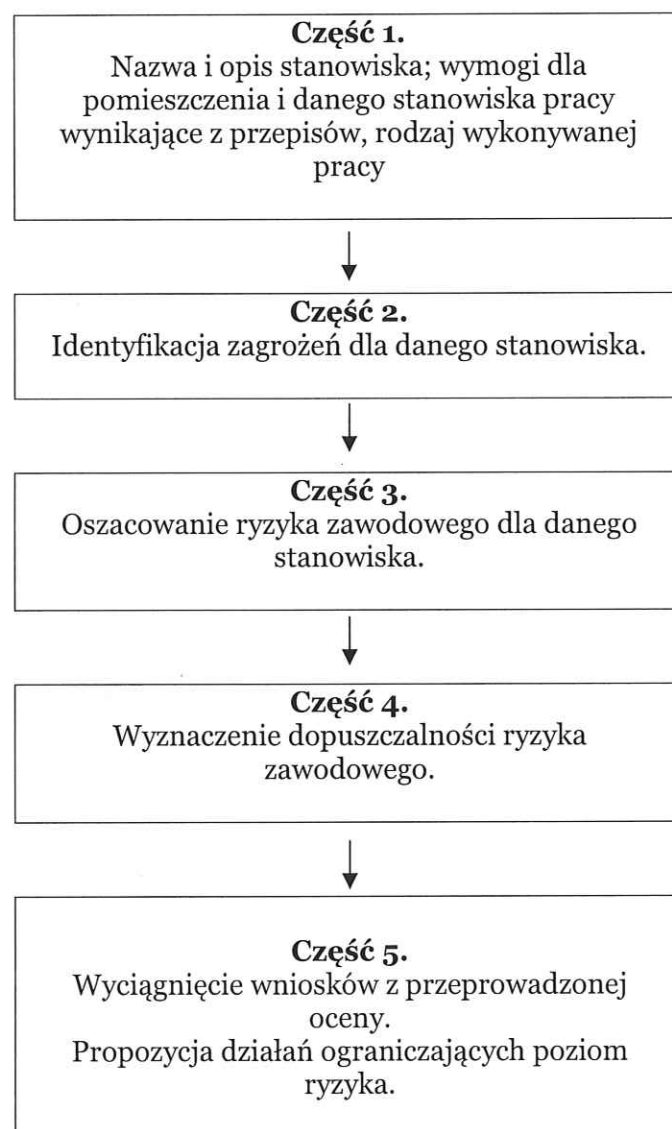 Część 1.
Nazwa i opis stanowiska; wymogi dla
pomieszczenia i danego stanowiska pracy
wynikające z przepisów, rodzaj wykonywanej
pracy
Część 2.
Identyfikacja zagrożeń dla danego stanowiska.
Część 3.
Oszacowanie ryzyka zawodowego dla danego
stanowiska.
Część 4.
Wyznaczenie dopuszczalności ryzyka
zawodowego.
Część 5.
Wyciągnięcie wniosków z przeprowadzonej
oceny.
Propozycja działań ograniczających poziom
ryzyka.